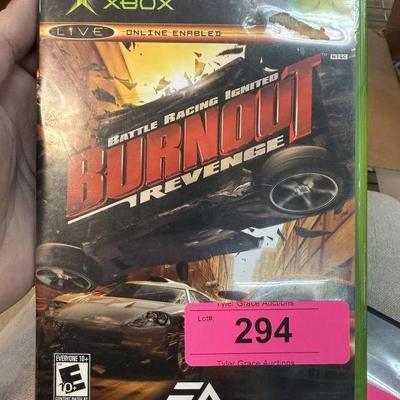 XBOX
LIVE ONLINE ENABLED
NTSC
BATTLE RACING IGNITED
BURNOUT
REVENGE
Tyler Grace Auctions
Lot#:
294
Tyler Grace Auctions
EVERYONE 10+
E 10+
CONTENT RATED BY
EA